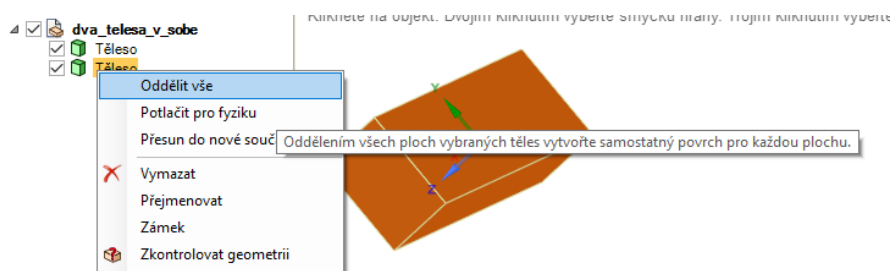 Klikněte na objekt. Dvojím kliknutím vyberte smyčku hrany. Trojím kliknutím vyberte
dva_telesa_v_sobe
Těleso
Těleso
Oddělit vše
Potlačit pro fyziku
Přesun do nové souč
Oddělením všech ploch vybraných těles vytvořte samostatný povrch pro každou plochu.
Vymazat
Přejmenovat
Zámek
Zkontrolovat geometrii
Y
X
Z